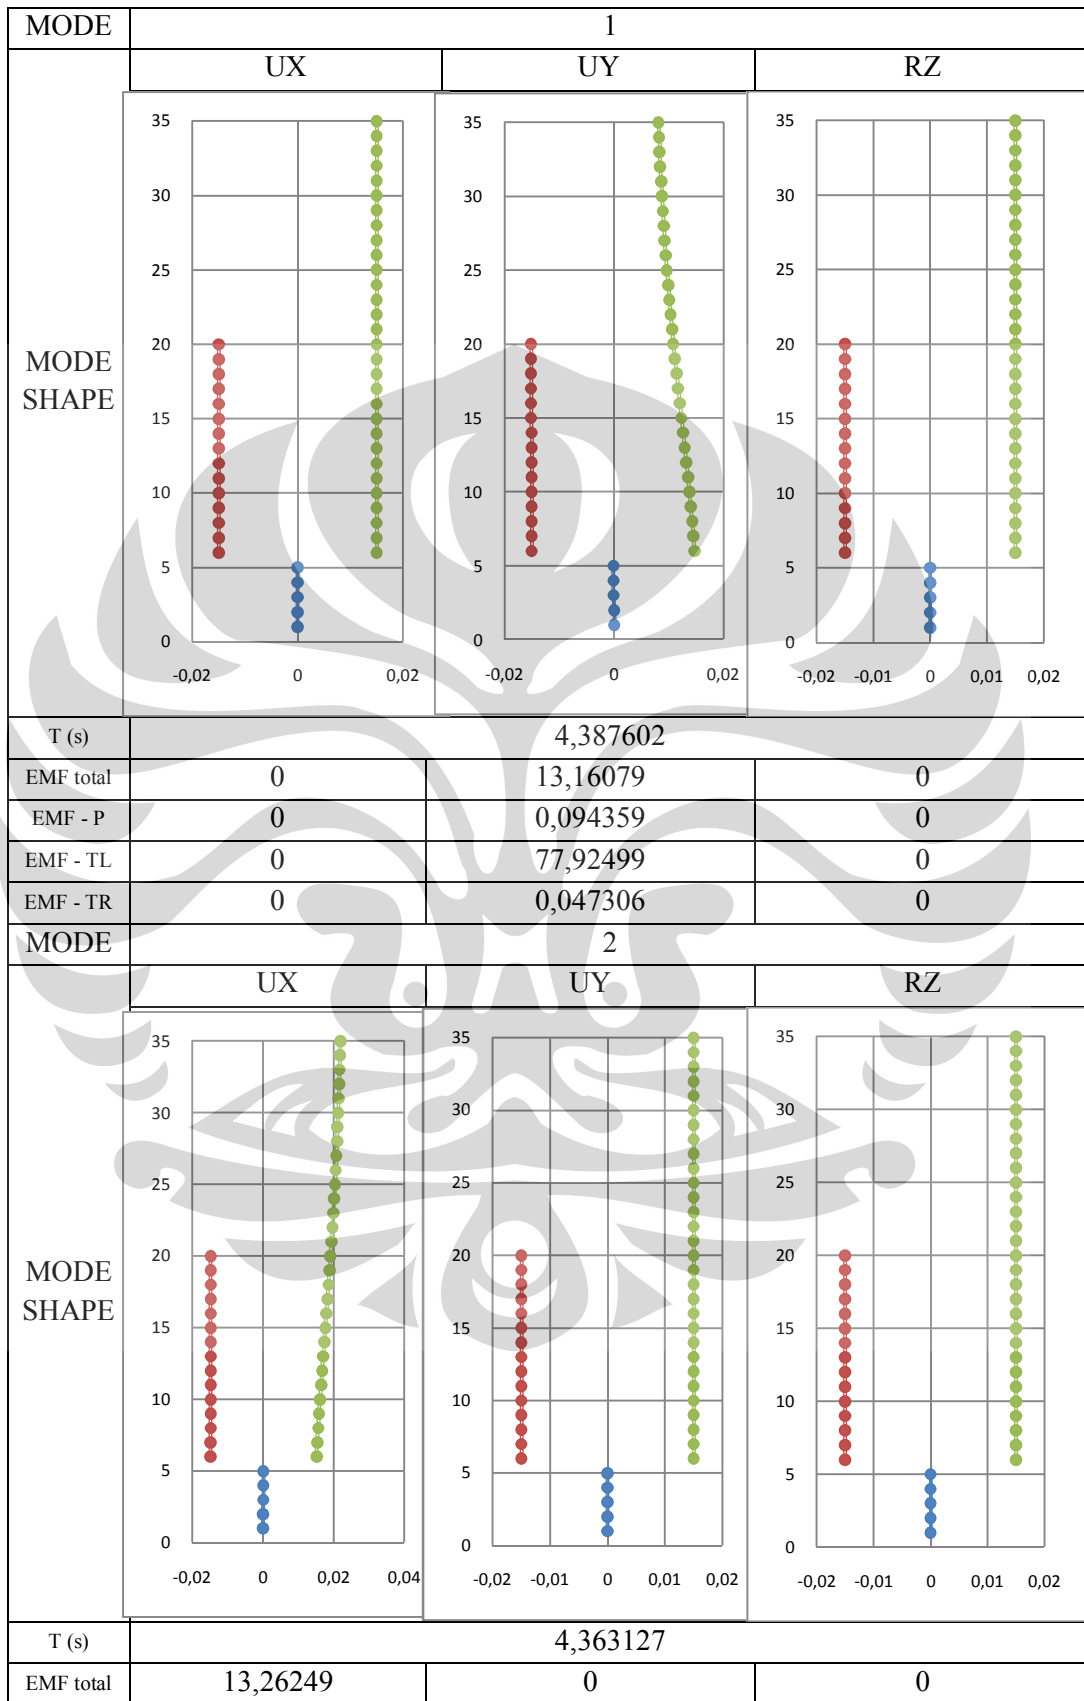 MODE 1
UX UY RZ
MODE
SHAPE
35 30 25 20 15 10 5 0
-0,02 0 0,02
35 30 25 20 15 10 5 0
-0,02 0 0,02
35 30 25 20 15 10 5 0
-0,02 -0,01 0 0,01 0,02
T (s) 4,387602
EMF total 0 13,16079 0
EMF - P 0 0,094359 0
EMF - TL 0 77,92499 0
EMF - TR 0 0,047306 0
MODE 2
UX UY RZ
MODE
SHAPE
35 30 25 20 15 10 5 0
-0,02 0 0,02 0,04
35 30 25 20 15 10 5 0
-0,02 -0,01 0 0,01 0,02
35 30 25 20 15 10 5 0
-0,02 -0,01 0 0,01 0,02
T (s) 4,363127
EMF total 13,26249 0 0